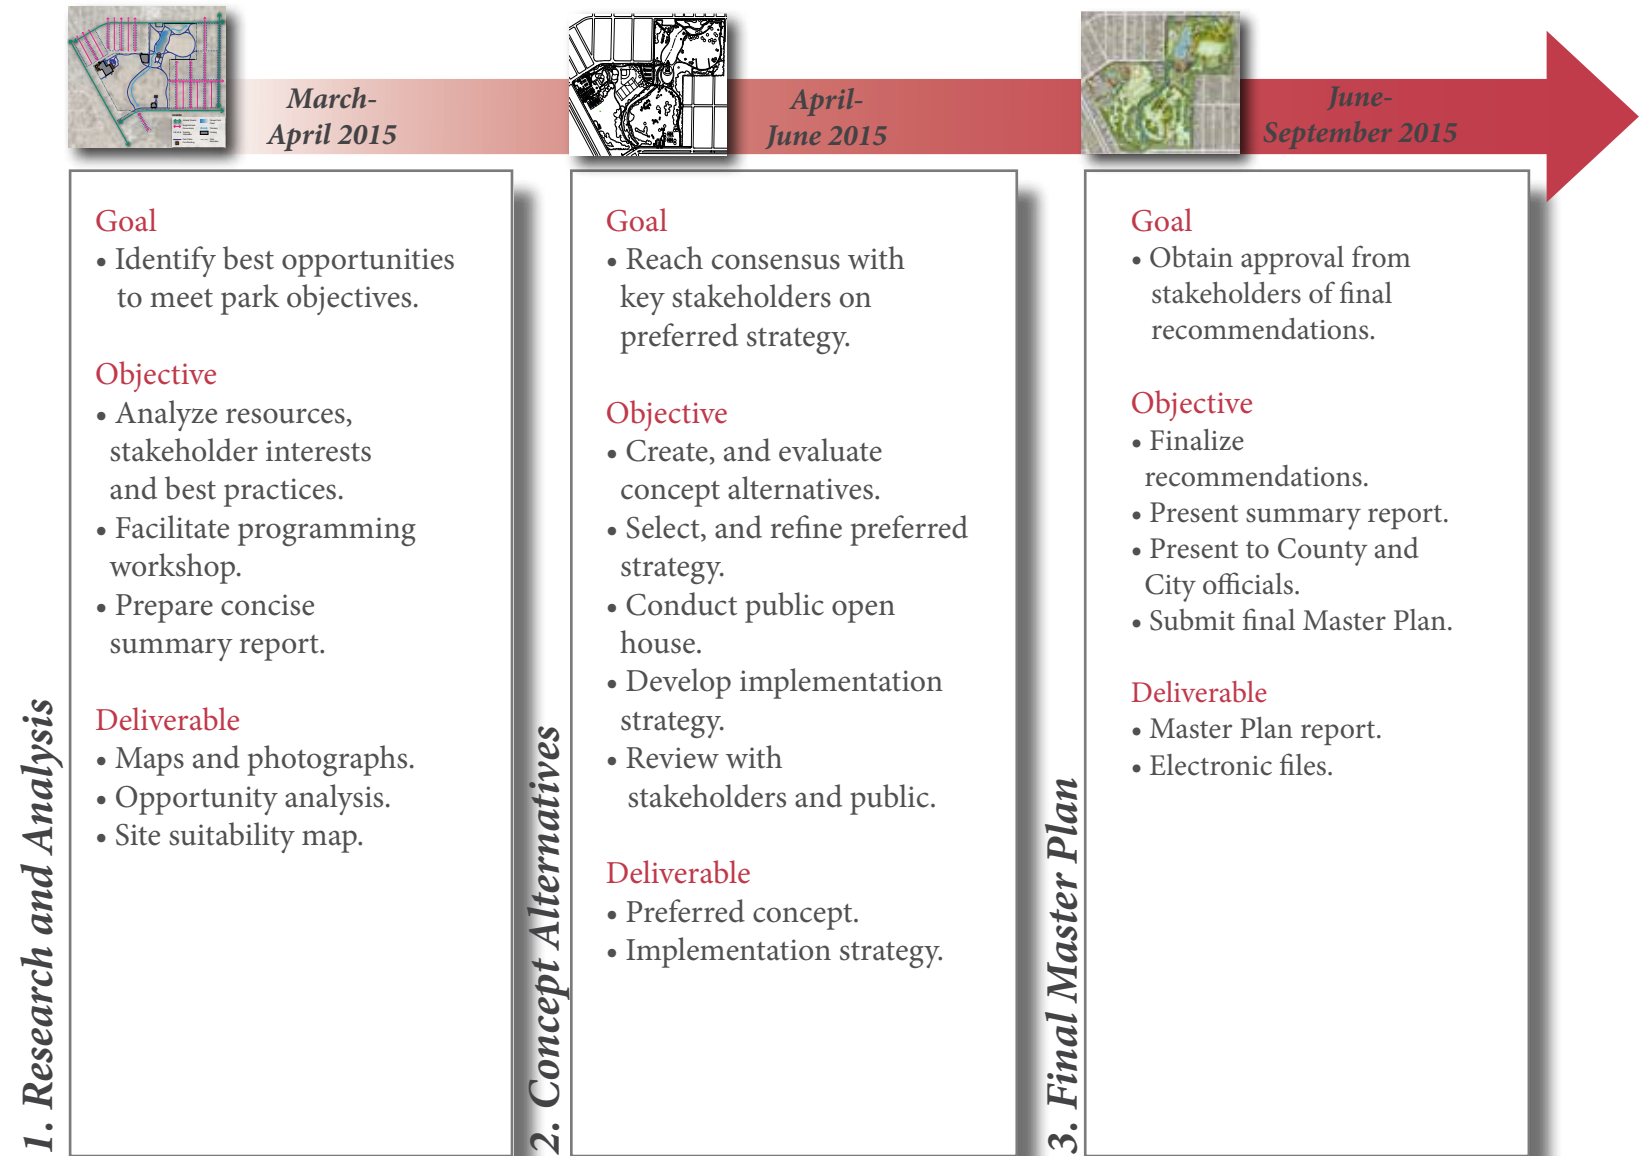 March-
April 2015
April-
June 2015
June-
September 2015
1. Research and Analysis
Goal
• Identify best opportunities
to meet park objectives.
Objective
• Analyze resources,
stakeholder interests
and best practices.
• Facilitate programming
workshop.
• Prepare concise
summary report.
Deliverable
• Maps and photographs.
• Opportunity analysis.
• Site suitability map.
2. Concept Alternatives
Goal
• Reach consensus with
key stakeholders on
preferred strategy.
Objective
• Create, and evaluate
concept alternatives.
• Select, and refine preferred
strategy.
• Conduct public open
house.
• Develop implementation
strategy.
• Review with
stakeholders and public.
Deliverable
• Preferred concept.
• Implementation strategy.
3. Final Master Plan
Goal
• Obtain approval from
stakeholders of final
recommendations.
Objective
• Finalize
recommendations.
• Present summary report.
• Present to County and
City officials.
• Submit final Master Plan.
Deliverable
• Master Plan report.
• Electronic files.